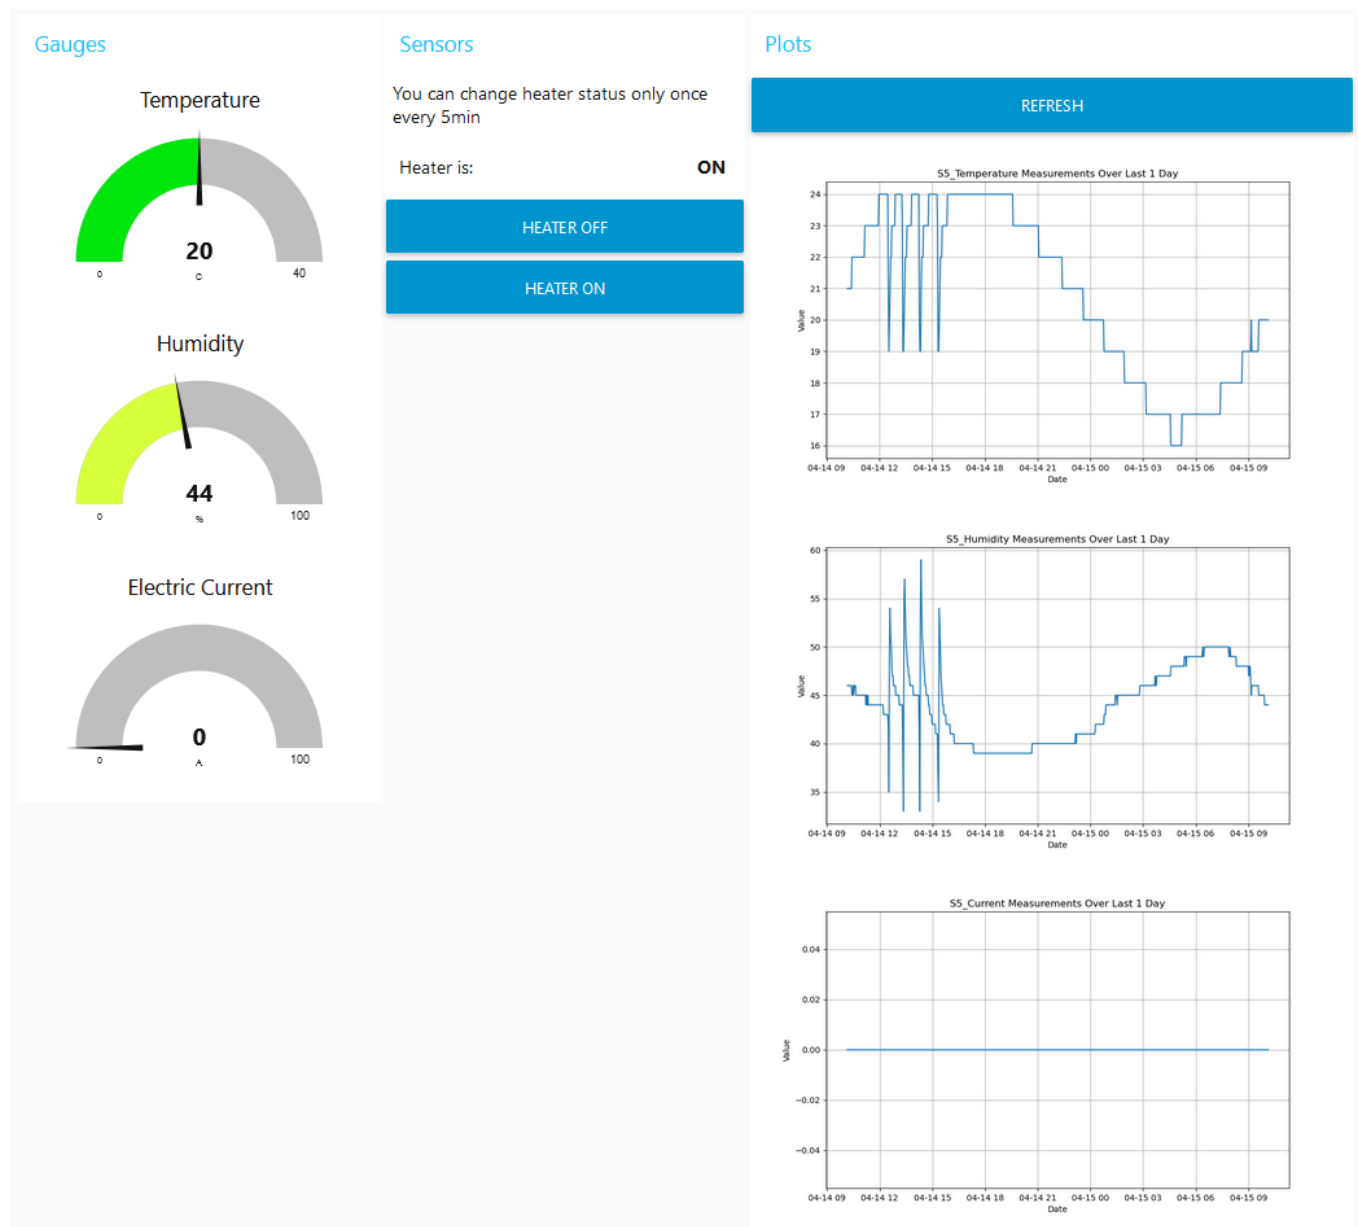 Gauges
Temperature
20
0
C
40
Humidity
44
0
%
100
Electric Current
0
0
A
100
Sensors
You can change heater status only once
every 5min
Heater is: ON
HEATER OFF
HEATER ON
Plots
REFRESH
S5_Temperature Measurements Over Last 1 Day
24
23
22
21
20
19
18
17
16
Value
04-14 09 04-14 12 04-14 15 04-14 18 04-14 21 04-15 00 04-15 03 04-15 06 04-15 09
Date
S5_Humidity Measurements Over Last 1 Day
60
55
50
45
40
35
Value
04-14 09 04-14 12 04-14 15 04-14 18 04-14 21 04-15 00 04-15 03 04-15 06 04-15 09
Date
S5_Current Measurements Over Last 1 Day
0.04
0.02
0.00
−0.02
−0.04
Value
04-14 09 04-14 12 04-14 15 04-14 18 04-14 21 04-15 00 04-15 03 04-15 06 04-15 09
Date